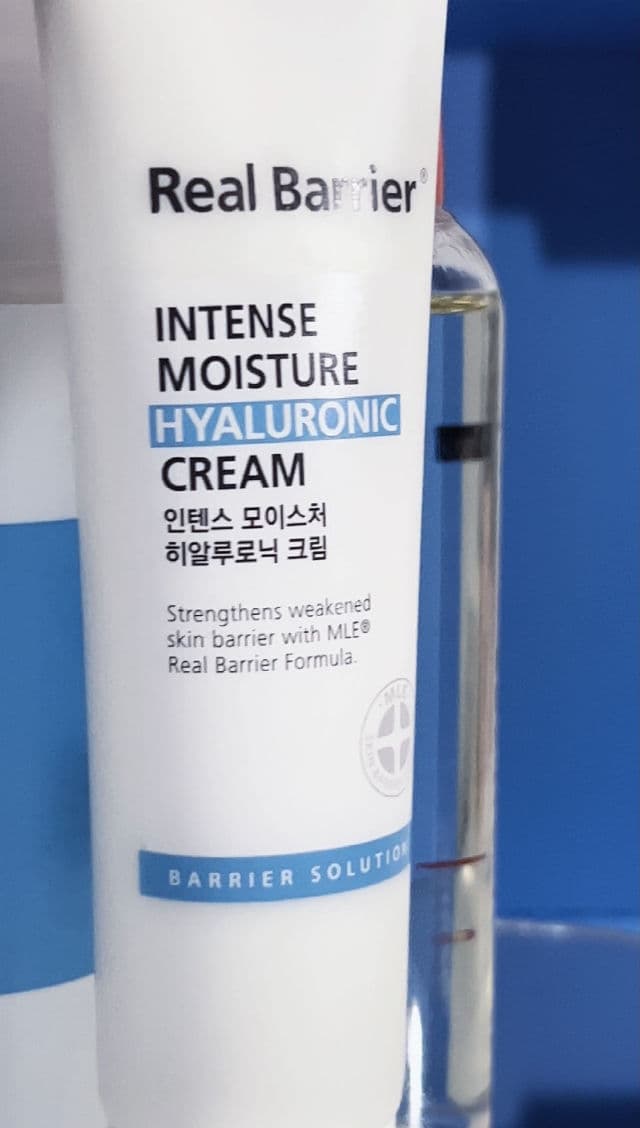 Real Barrier®
INTENSE
MOISTURE
HYALURONIC
CREAM
인텐스 모이스처
히알루로닉 크림
Strengthens weakened
skin barrier with MLE®
Real Barrier Formula.
MLE
BARRIER SOLUTION